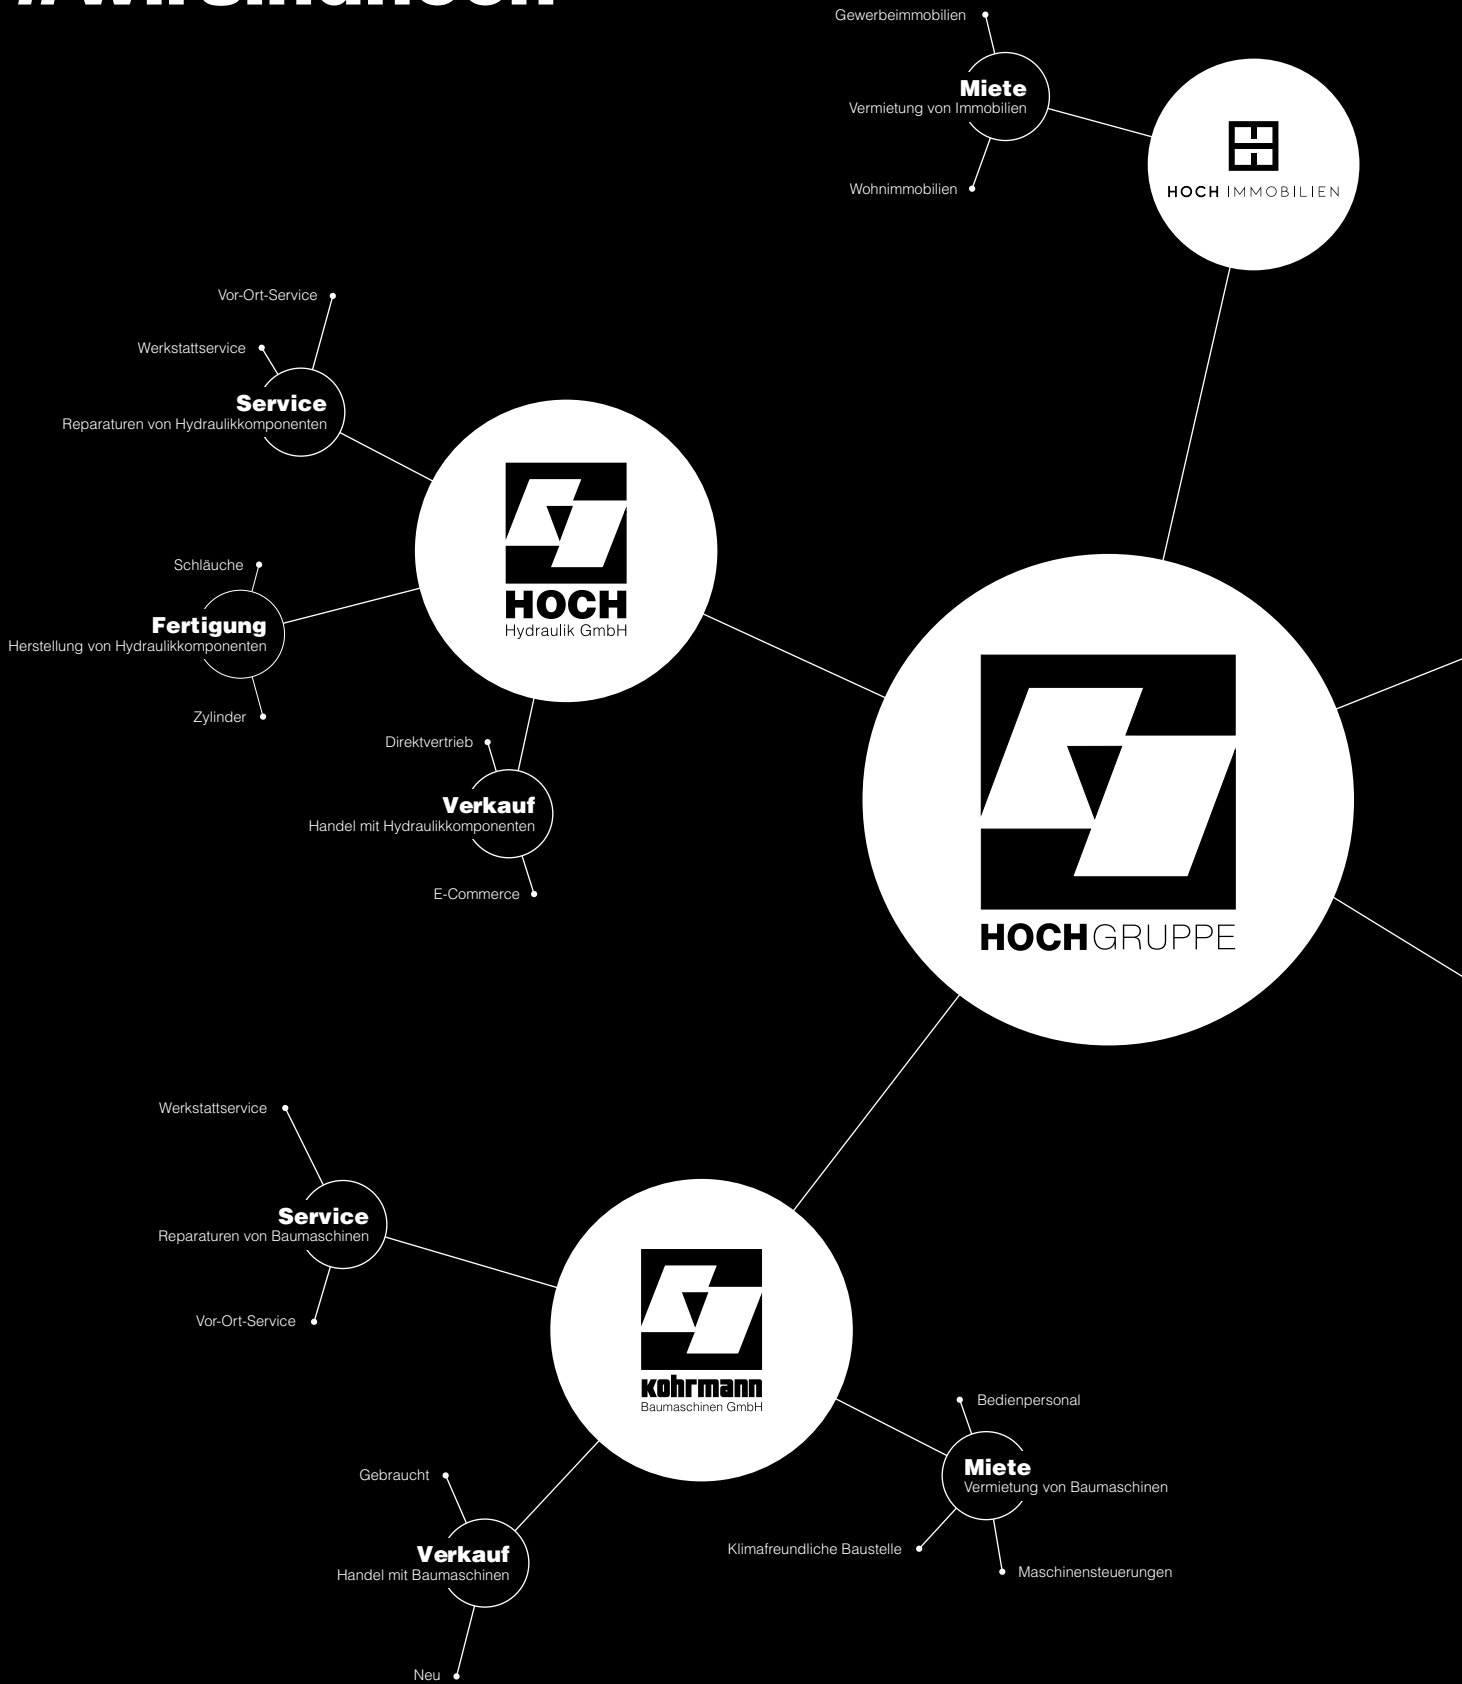 Gewerbeimmobilien
Miete
Vermietung von Immobilien
Wohnimmobilien
HOCH IMMOBILIEN
Vor-Ort-Service
Werkstattservice
Service
Reparaturen von Hydraulikkomponenten
Schläuche
Fertigung
Herstellung von Hydraulikkomponenten
Zylinder
HOCH
Hydraulik GmbH
Direktvertrieb
Verkauf
Handel mit Hydraulikkomponenten
E-Commerce
HOCHGRUPPE
Werkstattservice
Service
Reparaturen von Baumaschinen
Vor-Ort-Service
kohrmann
Baumaschinen GmbH
Bedienpersonal
Miete
Vermietung von Baumaschinen
Klimafreundliche Baustelle
Maschinensteuerungen
Gebraucht
Verkauf
Handel mit Baumaschinen
Neu